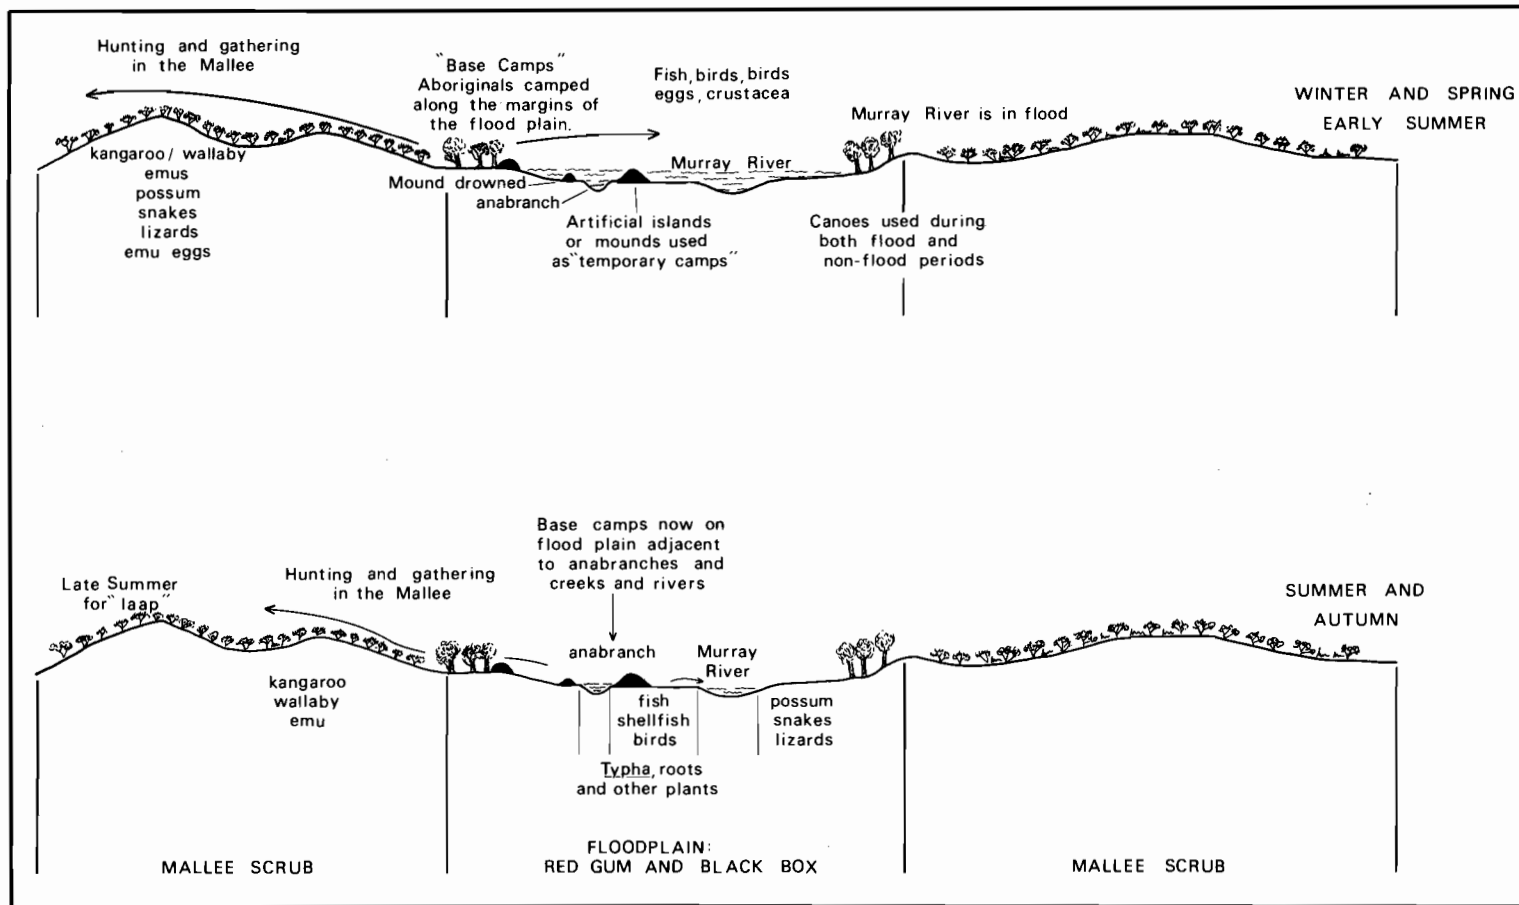 Hunting and gathering
in the Mallee
"Base Camps"
Aboriginals camped
along the margins of
the flood plain.
Fish, birds, birds
eggs, crustacea
Murray River is in flood
WINTER AND SPRING
EARLY SUMMER
kangaroo / wallaby
emus
possum
snakes
lizards
emu eggs
Mound drowned
anabranch
Murray River
Artificial islands
or mounds used
as "temporary camps"
Canoes used during
both flood and
non-flood periods
Base camps now on
flood plain adjacent
to anabranches and
creeks and rivers
Late Summer
for "laap"
Hunting and gathering
in the Mallee
SUMMER AND
AUTUMN
anabranch
Murray
River
kangaroo
wallaby
emu
fish
shellfish
birds
possum
snakes
lizards
Typha, roots
and other plants
MALLEE SCRUB
FLOODPLAIN:
RED GUM AND BLACK BOX
MALLEE SCRUB